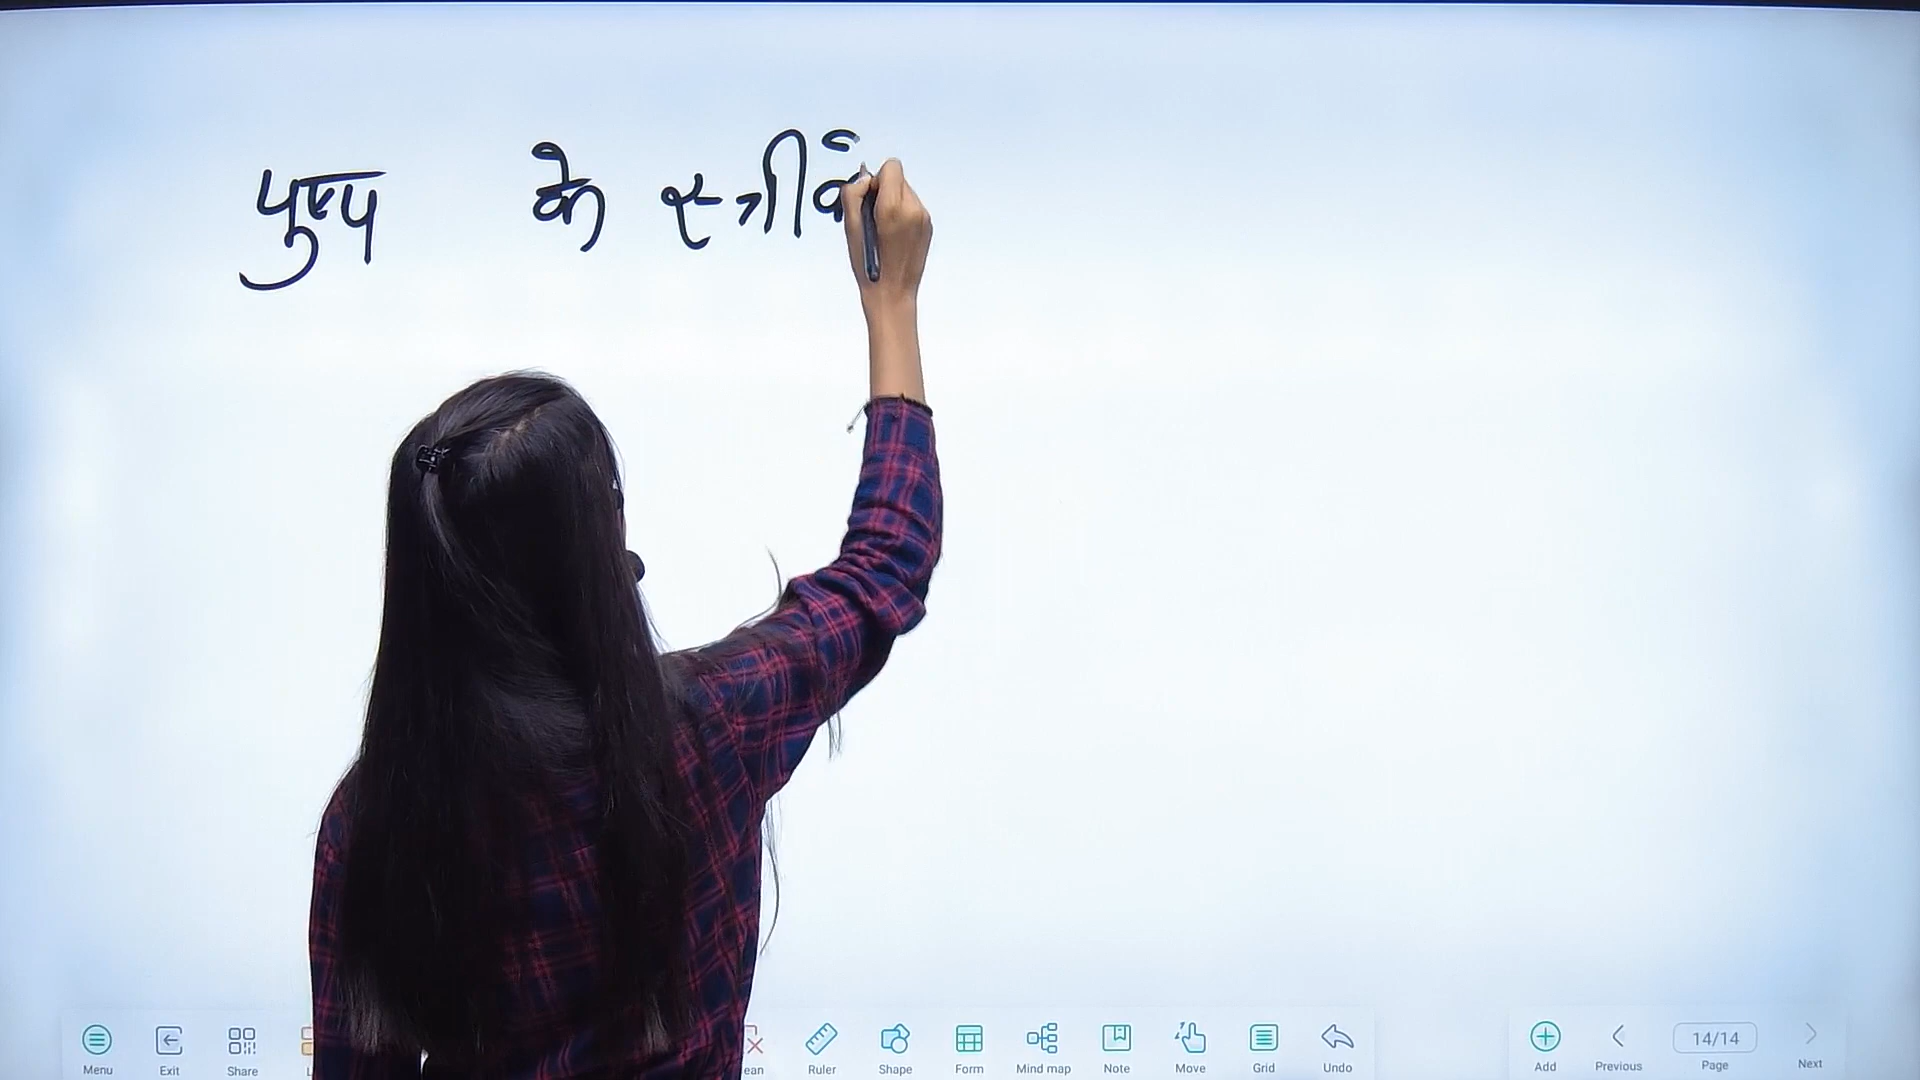 पुष्प के
Menu Exit Share Ruler Shape Form Mind map Note Move Grid Undo Add Previous 14/14 Page Next